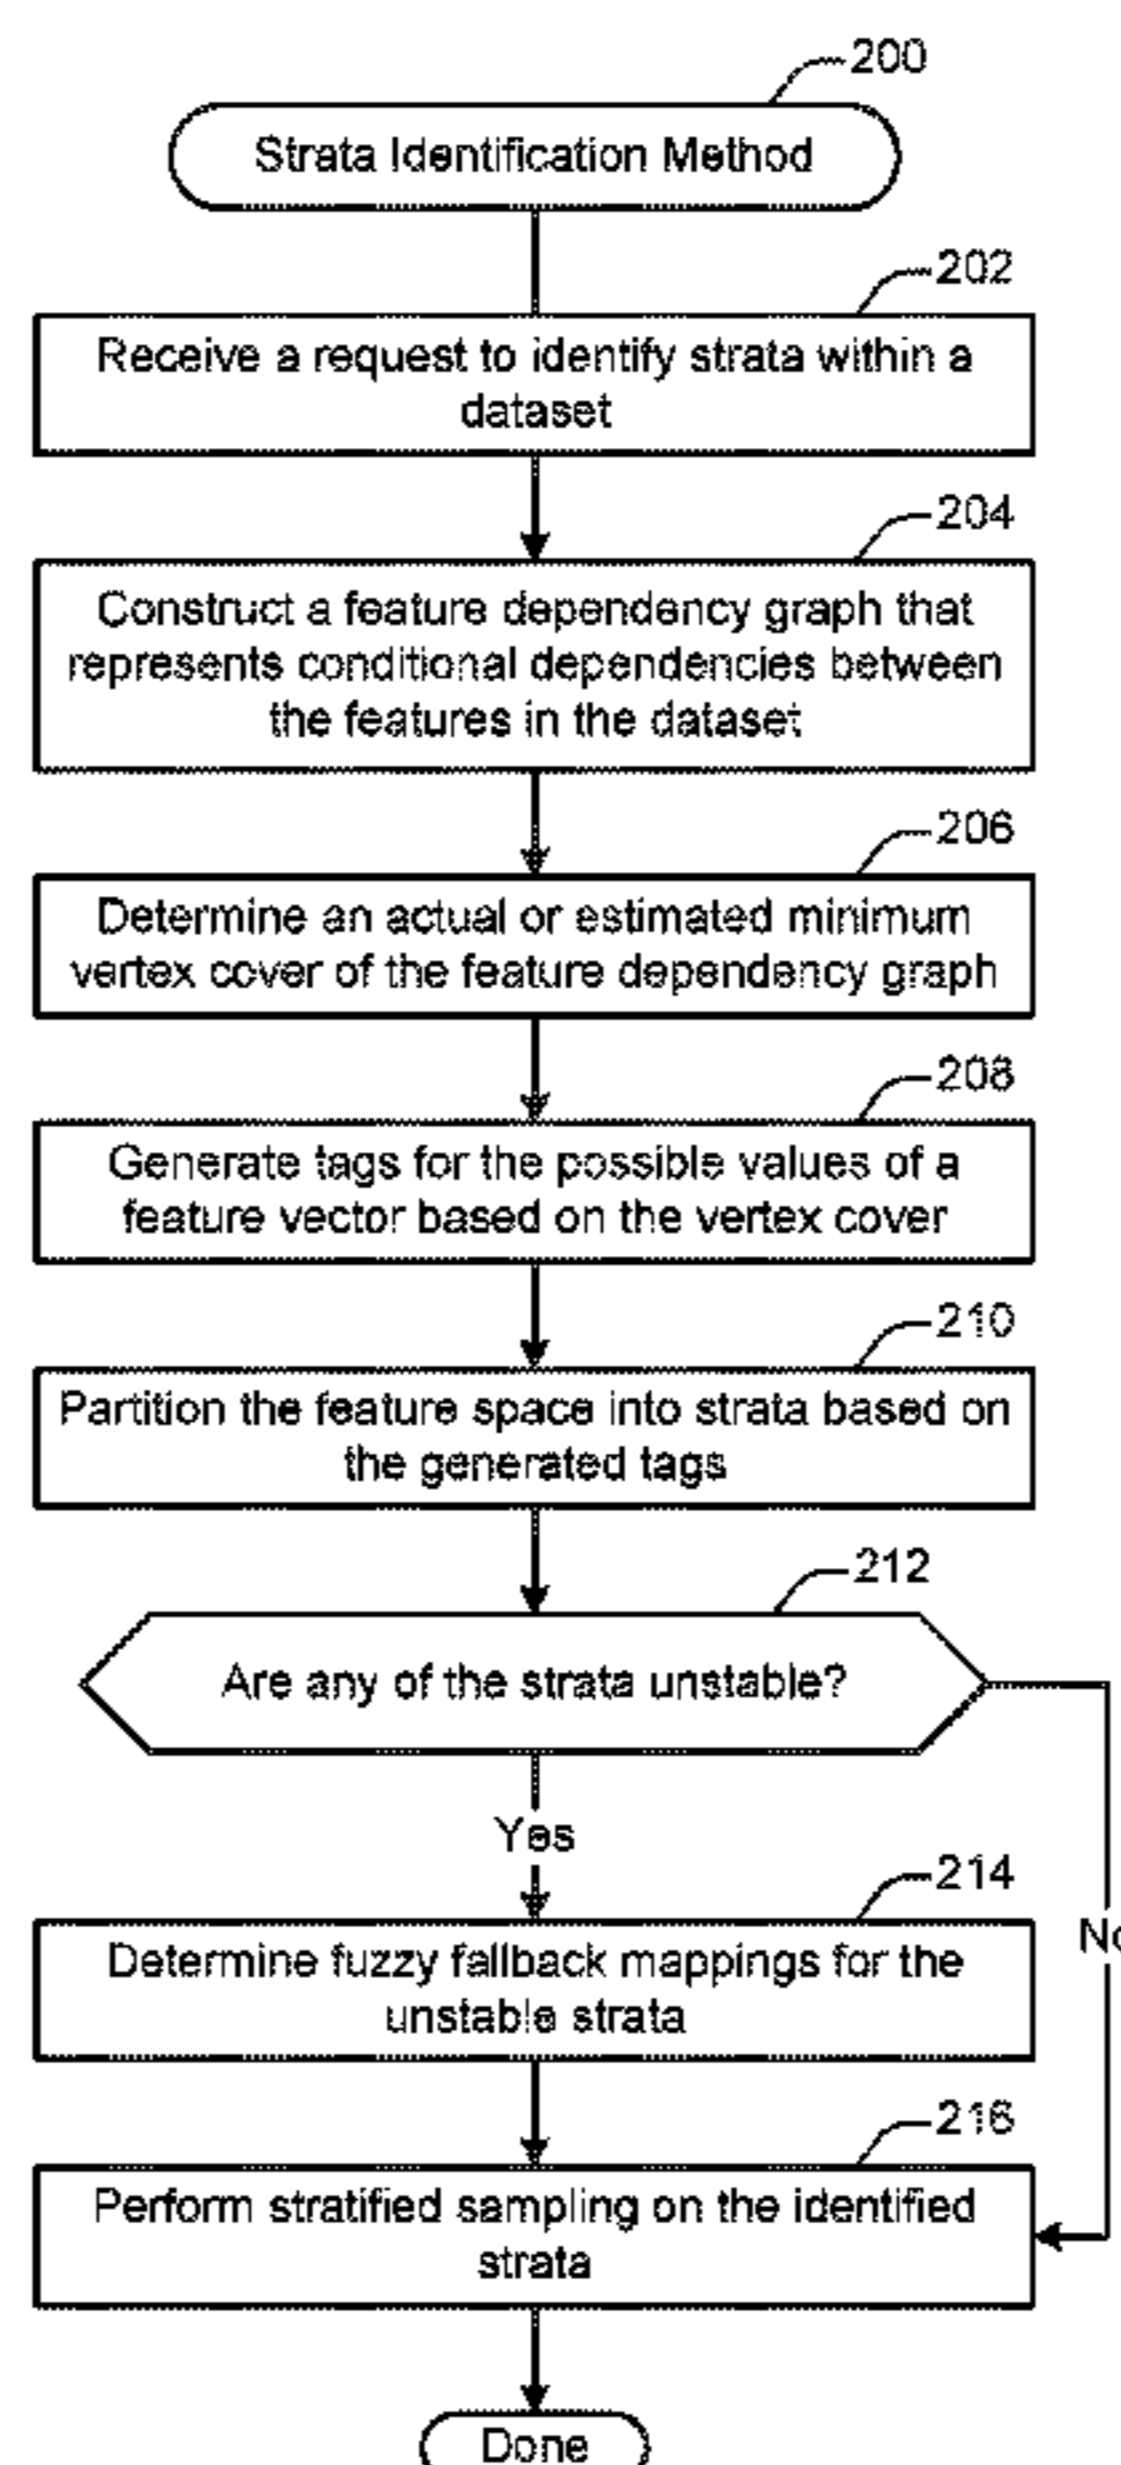 200
Strata Identification Method
202
Receive a request to identify strata within a
dataset
204
Construct a feature dependency graph that
represents conditional dependencies between
the features in the dataset
206
Determine an actual or estimated minimum
vertex cover of the feature dependency graph
208
Generate tags for the possible values of a
feature vector based on the vertex cover
210
Partition the feature space into strata based on
the generated tags
212
Are any of the strata unstable?
Yes
214
No
Determine fuzzy fallback mappings for the
unstable strata
216
Perform stratified sampling on the identified
strata
Done